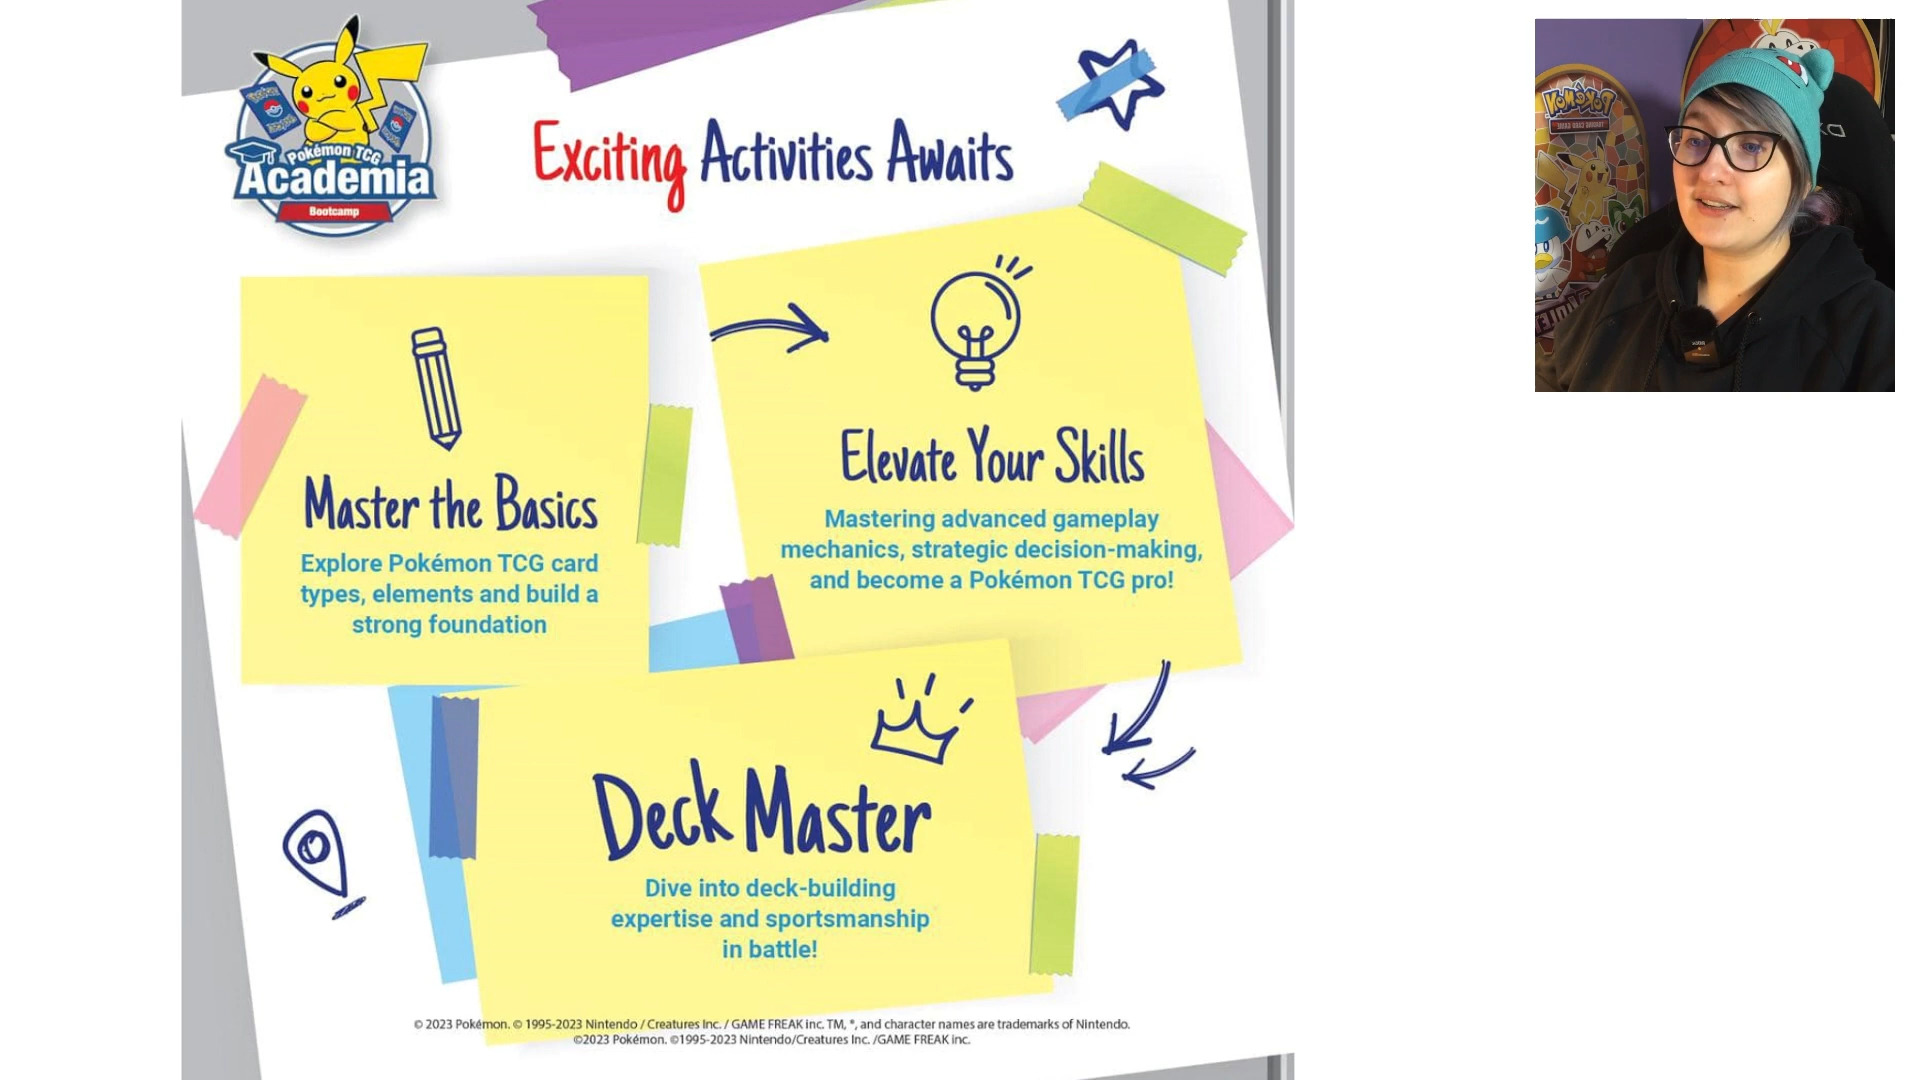 Pokémon TCG
Academia
Bootcamp
Exciting Activities Awaits
Master the Basics
Explore Pokémon TCG card
types, elements and build a
strong foundation
Elevate Your Skills
Mastering advanced gameplay
mechanics, strategic decision-making,
and become a Pokémon TCG pro!
Deck Master
Dive into deck-building
expertise and sportsmanship
in battle!
© 2023 Pokémon. © 1995-2023 Nintendo / Creatures Inc. / GAME FREAK inc. TM, ®, and character names are trademarks of Nintendo.
©2023 Pokémon. ©1995-2023 Nintendo/Creatures Inc. /GAME FREAK inc.
POKÉMON
TRADING CARD GAME